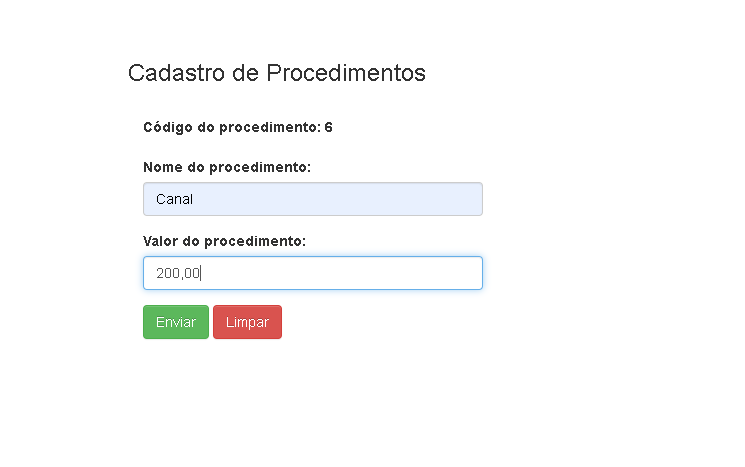 Cadastro de Procedimentos
Código do procedimento: 6
Nome do procedimento:
Canal
Valor do procedimento:
200,00
Enviar Limpar